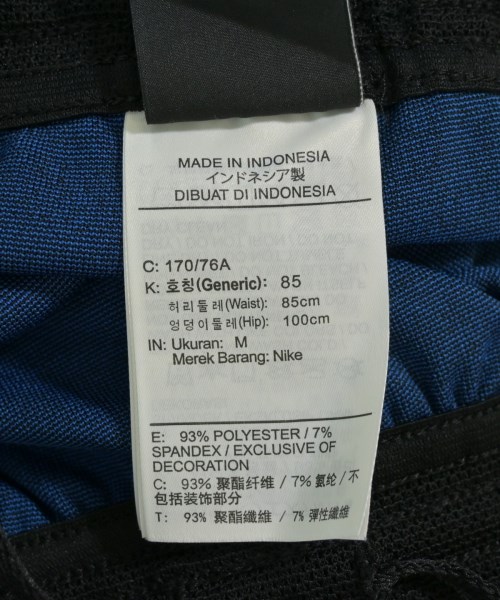 MADE IN INDONESIA
インドネシア製
DIBUAT DI INDONESIA
C: 170/76A
K: 호칭(Generic): 85
허리둘레(Waist): 85cm
엉덩이둘레(Hip): 100cm
IN: Ukuran: M
Merek Barang: Nike
E: 93% POLYESTER / 7%
SPANDEX / EXCLUSIVE OF
DECORATION
C: 93% 聚酯纤维 / 7% 氨纶 / 不
包括装饰部分
T: 93% 聚酯纖維 / 7% 彈性纖維